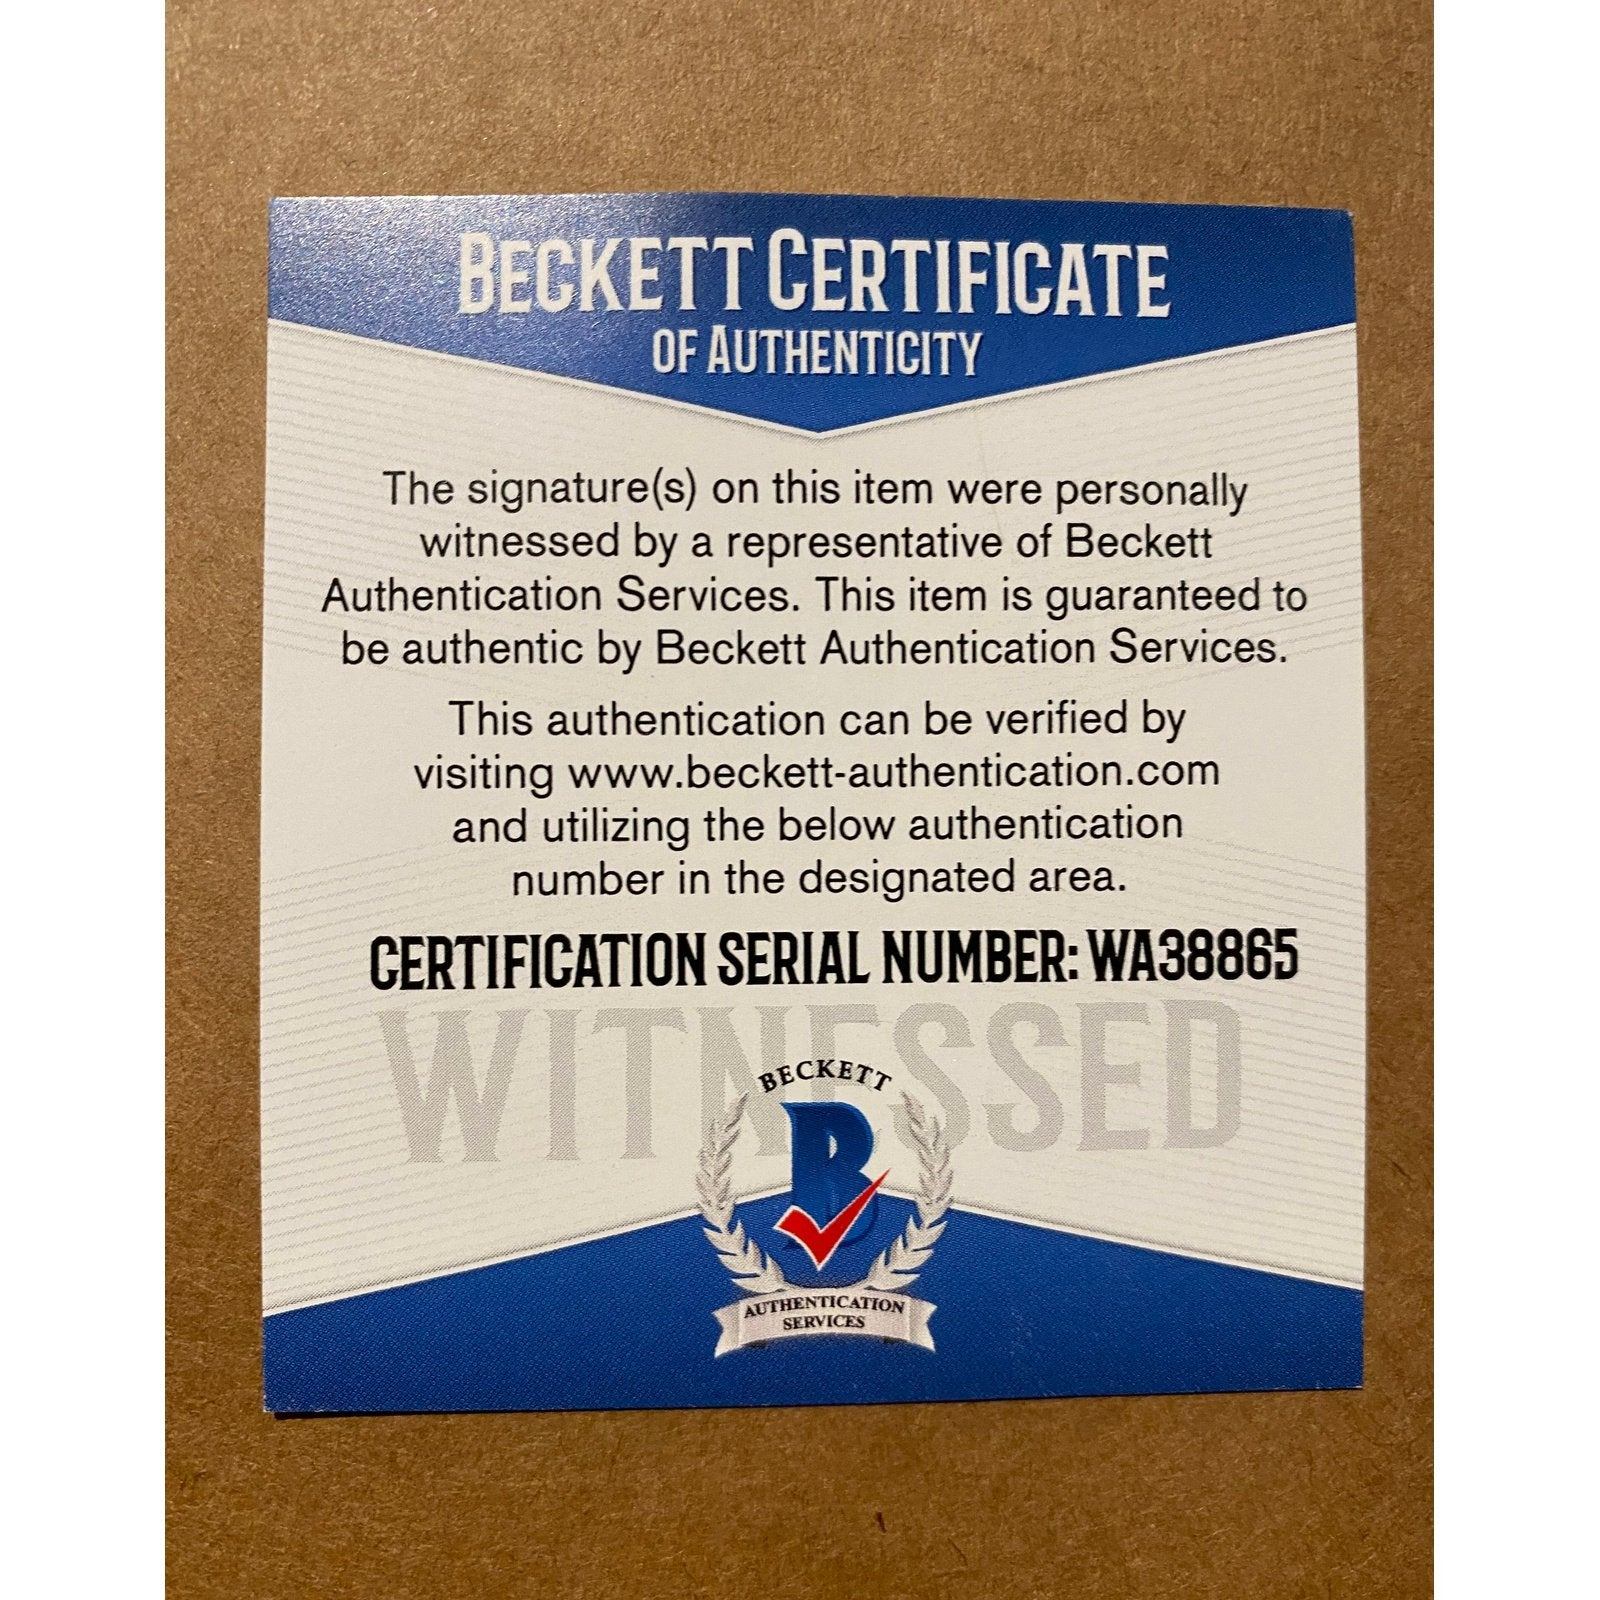 BECKETT CERTIFICATE
OF AUTHENTICITY
The signature(s) on this item were personally
witnessed by a representative of Beckett
Authentication Services. This item is guaranteed to
be authentic by Beckett Authentication Services.
This authentication can be verified by
visiting www.beckett-authentication.com
and utilizing the below authentication
number in the designated area.
CERTIFICATION SERIAL NUMBER: WA38865
WITNESSED
BECKETT
B
AUTHENTICATION
SERVICES